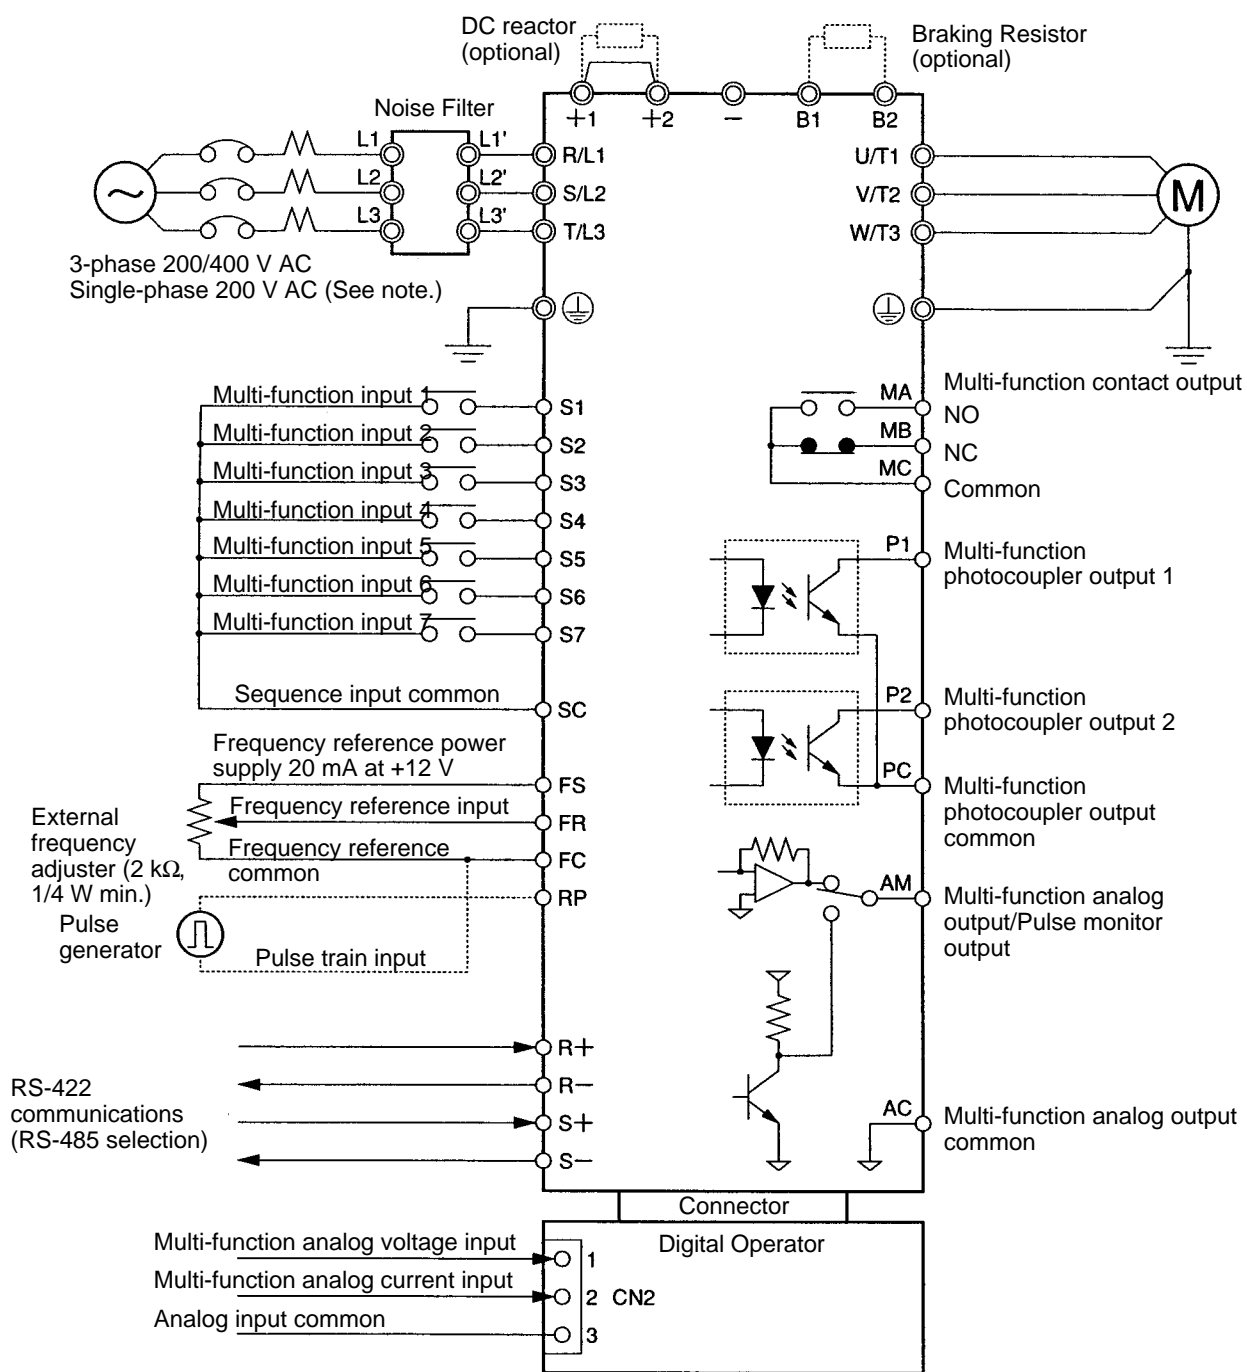 DC reactor
(optional)
Braking Resistor
(optional)
+1
+2
−
B1
B2
Noise Filter
L1
L1'
R/L1
U/T1
L2
L2'
S/L2
V/T2
M
L3
L3'
T/L3
W/T3
3-phase 200/400 V AC
Single-phase 200 V AC (See note.)
Multi-function input 1
S1
Multi-function input 2
S2
Multi-function input 3
S3
Multi-function input 4
S4
Multi-function input 5
S5
Multi-function input 6
S6
Multi-function input 7
S7
Sequence input common
SC
MA
Multi-function contact output
NO
MB
NC
MC
Common
P1
Multi-function
photocoupler output 1
P2
Multi-function
photocoupler output 2
PC
Multi-function
photocoupler output
common
Frequency reference power
supply 20 mA at +12 V
FS
Frequency reference input
FR
External
frequency
adjuster (2 kΩ,
1/4 W min.)
Frequency reference
common
FC
RP
Pulse
generator
Pulse train input
AM
Multi-function analog
output/Pulse monitor
output
R+
R−
S+
S−
RS-422
communications
(RS-485 selection)
AC
Multi-function analog output
common
Connector
Digital Operator
Multi-function analog voltage input
1
Multi-function analog current input
2 CN2
Analog input common
3